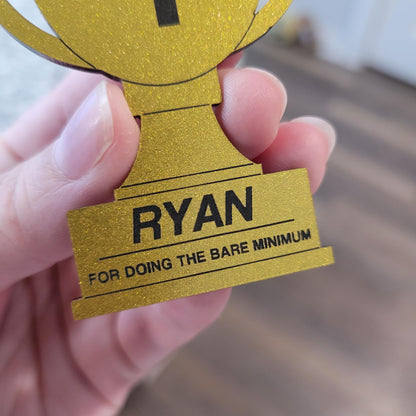 RYAN
FOR DOING THE BARE MINIMUM